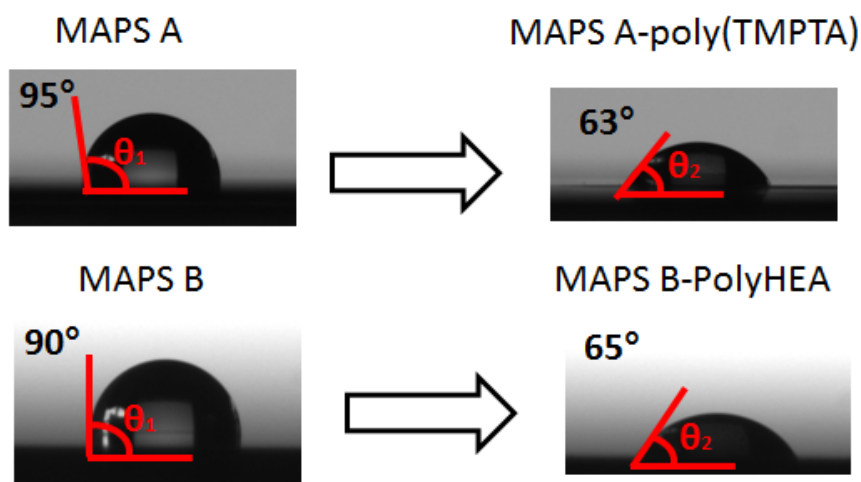 MAPS A
MAPS A-poly(TMPTA)
95°
θ1
63°
θ2
MAPS B
MAPS B-PolyHEA
90°
θ1
65°
θ2